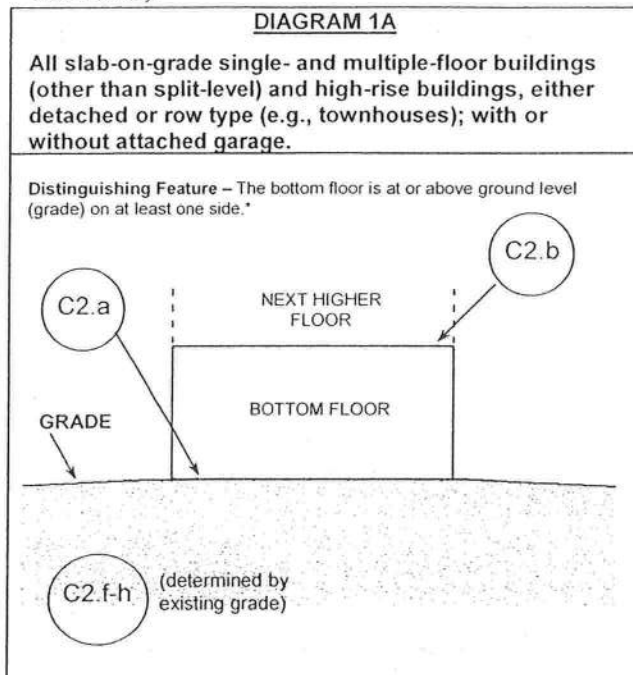 DIAGRAM 1A
All slab-on-grade single- and multiple-floor buildings
(other than split-level) and high-rise buildings, either
detached or row type (e.g., townhouses); with or
without attached garage.
Distinguishing Feature – The bottom floor is at or above ground level
(grade) on at least one side.*
C2.b
C2.a
NEXT HIGHER
FLOOR
BOTTOM FLOOR
GRADE
C2.f-h
(determined by
existing grade)